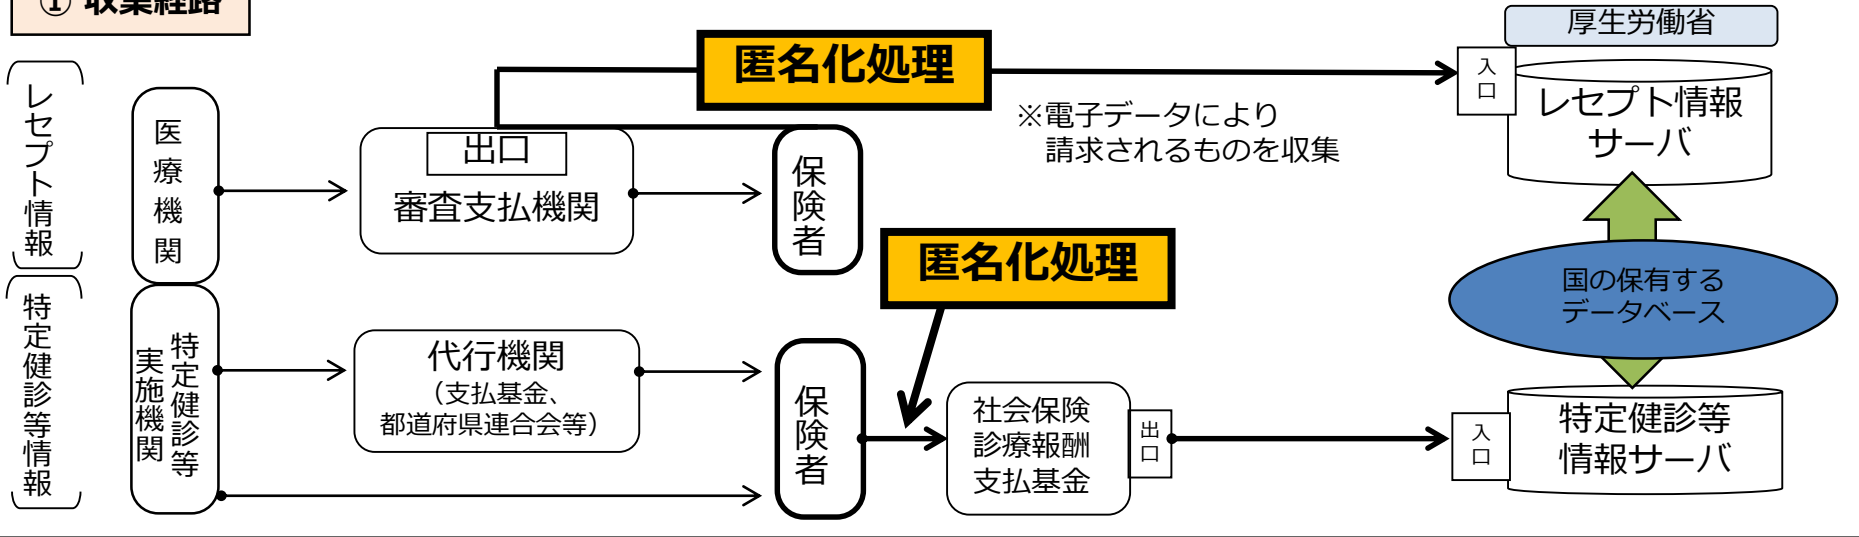 ① 収集経路
厚生労働省
匿名化処理
入口
レセプト情報
サーバ
※電子データにより
請求されるものを収集
レセプト情報
医療機関
出口
審査支払機関
保険者
匿名化処理
国の保有する
データベース
特定健診等情報
特定健診等
実施機関
代行機関
(支払基金、
都道府県連合会等)
保険者
社会保険
診療報酬
支払基金
出口
入口
特定健診等
情報サーバ